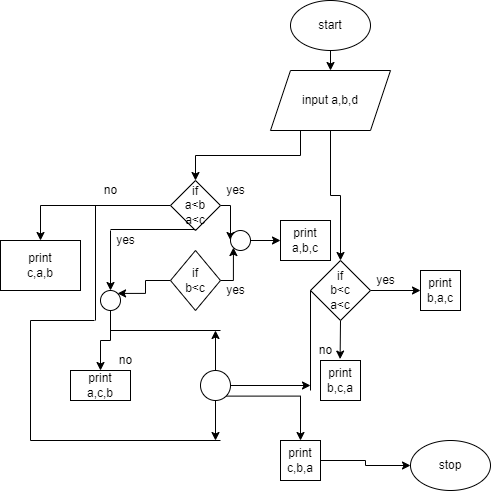 start
input a,b,d
no
if
a<b
a<c
yes
print
a,b,c
yes
print
c,a,b
if
b<c
yes
if
b<c
a<c
yes
print
b,a,c
no
print
a,c,b
no
print
b,c,a
print
c,b,a
stop